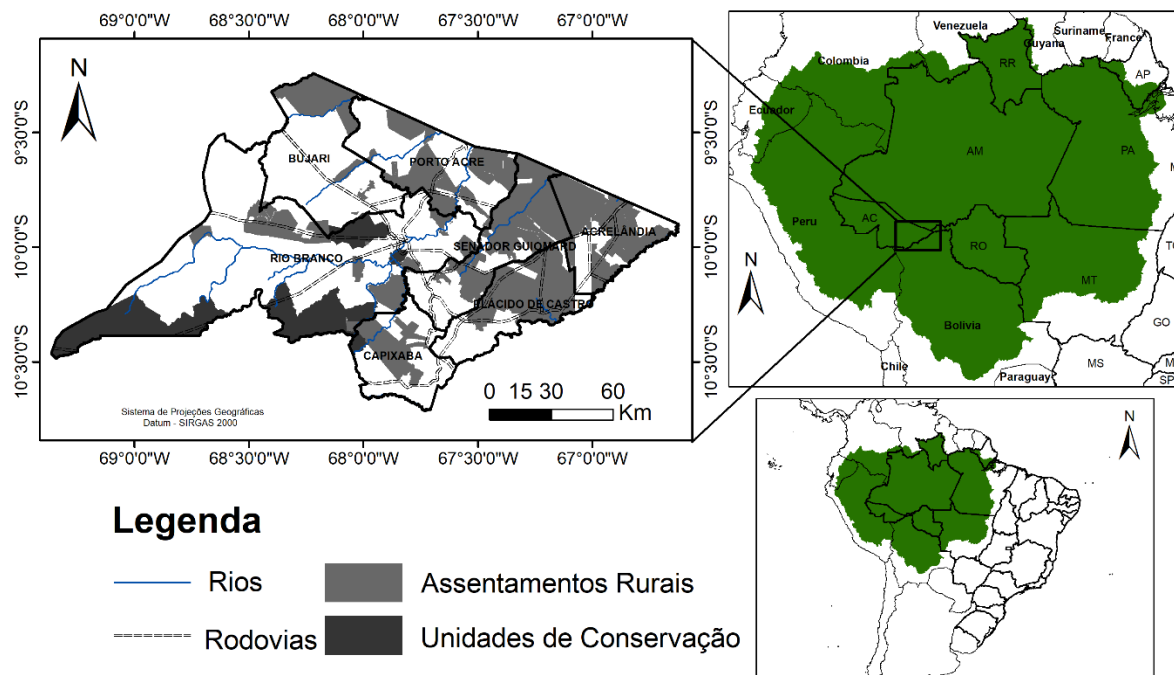 69°0'0"W 68°30'0"W 68°0'0"W 67°30'0"W 67°0'0"W
N
9°30'0"S
10°0'0"S
10°30'0"S
BUJARI
PORTO ACRE
RIO BRANCO
SENADOR GUIOMARD
ACRELÂNDIA
PLÁCIDO DE CASTRO
CAPIXABA
0 15 30 60
Km
Sistema de Projeções Geográficas
Datum - SIRGAS 2000
9°30'0"S
10°0'0"S
10°30'0"S
69°0'0"W 68°30'0"W 68°0'0"W 67°30'0"W 67°0'0"W
Venezuela
Suriname
Guyana
France
Colombia
RR
AP
Ecuador
AM
PA
M
Peru
AC
RO
TO
N
MT
Bolivia
GO
Chile
Paraguay
MS
M
SP
N
Legenda
Rios
Assentamentos Rurais
Rodovias
Unidades de Conservação